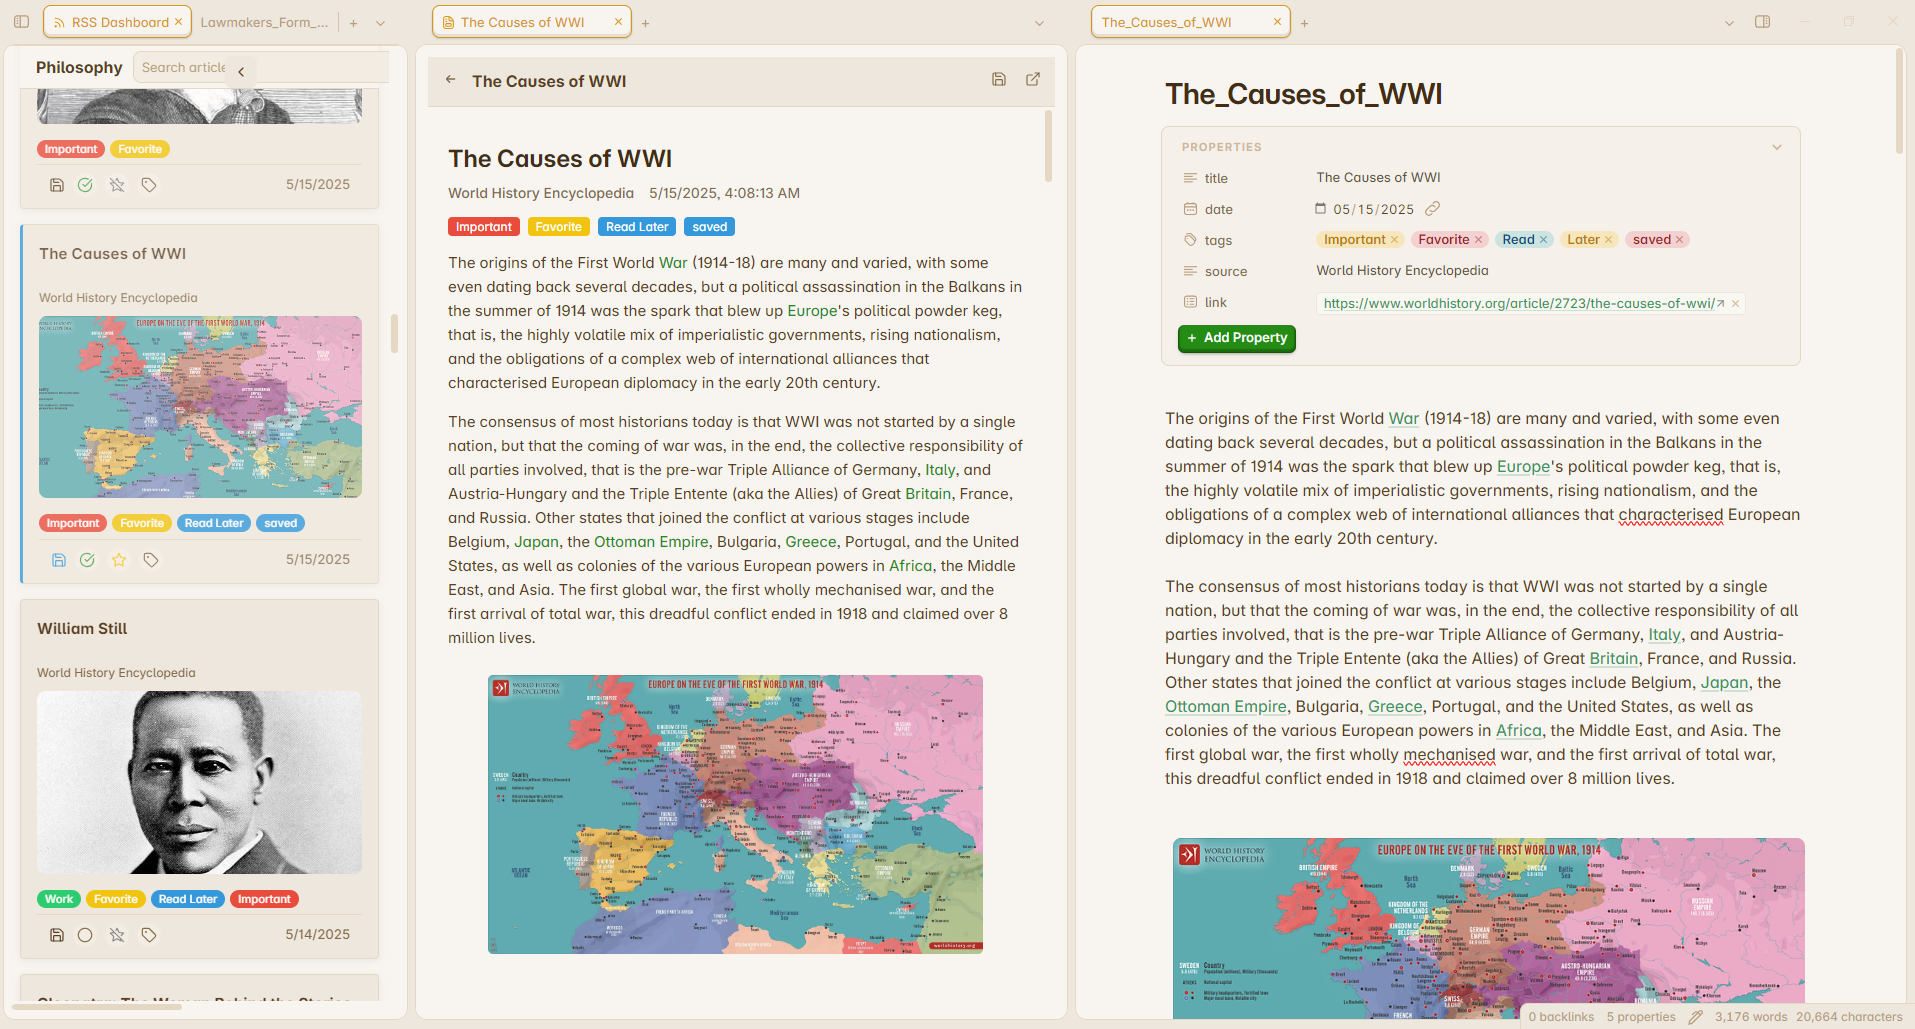 RSS Dashboard
Lawmakers_Form_...
Philosophy
Search article
Important
Favorite
5/15/2025
The Causes of WWI
World History Encyclopedia
EUROPE ON THE EVE OF THE FIRST WORLD WAR, 1914
Important
Favorite
Read Later
saved
5/15/2025
William Still
World History Encyclopedia
Work
Favorite
Read Later
Important
5/14/2025
The Causes of WWI
The Causes of WWI
The Causes of WWI
World History Encyclopedia 5/15/2025, 4:08:13 AM
Important
Favorite
Read Later
saved
The origins of the First World War (1914-18) are many and varied, with some
even dating back several decades, but a political assassination in the Balkans in
the summer of 1914 was the spark that blew up Europe's political powder keg,
that is, the highly volatile mix of imperialistic governments, rising nationalism,
and the obligations of a complex web of international alliances that
characterised European diplomacy in the early 20th century.
The consensus of most historians today is that WWI was not started by a single
nation, but that the coming of war was, in the end, the collective responsibility of
all parties involved, that is the pre-war Triple Alliance of Germany, Italy, and
Austria-Hungary and the Triple Entente (aka the Allies) of Great Britain, France,
and Russia. Other states that joined the conflict at various stages include
Belgium, Japan, the Ottoman Empire, Bulgaria, Greece, Portugal, and the United
States, as well as colonies of the various European powers in Africa, the Middle
East, and Asia. The first global war, the first wholly mechanised war, and the
first arrival of total war, this dreadful conflict ended in 1918 and claimed over 8
million lives.
WORLD HISTORY
ENCYCLOPEDIA
EUROPE ON THE EVE OF THE FIRST WORLD WAR, 1914
worldhistory.org
The_Causes_of_WWI
The_Causes_of_WWI
PROPERTIES
title
The Causes of WWI
date
05/15/2025
tags
Important
Favorite
Read
Later
saved
source
World History Encyclopedia
link
https://www.worldhistory.org/article/2723/the-causes-of-wwi/
+ Add Property
The origins of the First World War (1914-18) are many and varied, with some even
dating back several decades, but a political assassination in the Balkans in the
summer of 1914 was the spark that blew up Europe's political powder keg, that is,
the highly volatile mix of imperialistic governments, rising nationalism, and the
obligations of a complex web of international alliances that characterised European
diplomacy in the early 20th century.
The consensus of most historians today is that WWI was not started by a single
nation, but that the coming of war was, in the end, the collective responsibility of all
parties involved, that is the pre-war Triple Alliance of Germany, Italy, and Austria-
Hungary and the Triple Entente (aka the Allies) of Great Britain, France, and Russia.
Other states that joined the conflict at various stages include Belgium, Japan, the
Ottoman Empire, Bulgaria, Greece, Portugal, and the United States, as well as
colonies of the various European powers in Africa, the Middle East, and Asia. The
first global war, the first wholly mechanised war, and the first arrival of total war,
this dreadful conflict ended in 1918 and claimed over 8 million lives.
WORLD HISTORY
ENCYCLOPEDIA
EUROPE ON THE EVE OF THE FIRST WORLD WAR, 1914
BRITISH EMPIRE
DENMARK
SWEDEN
North
Sea
Baltic
Sea
KINGDOM OF THE
NETHERLANDS
KINGDOM OF
BELGIUM
GERMAN
EMPIRE
RUSSIAN
EMPIRE
AUSTRO-HUNGARIAN
EMPIRE
SWEDEN
Country
SWISS
FRENCH
0 backlinks
5 properties
3,176 words
20,664 characters